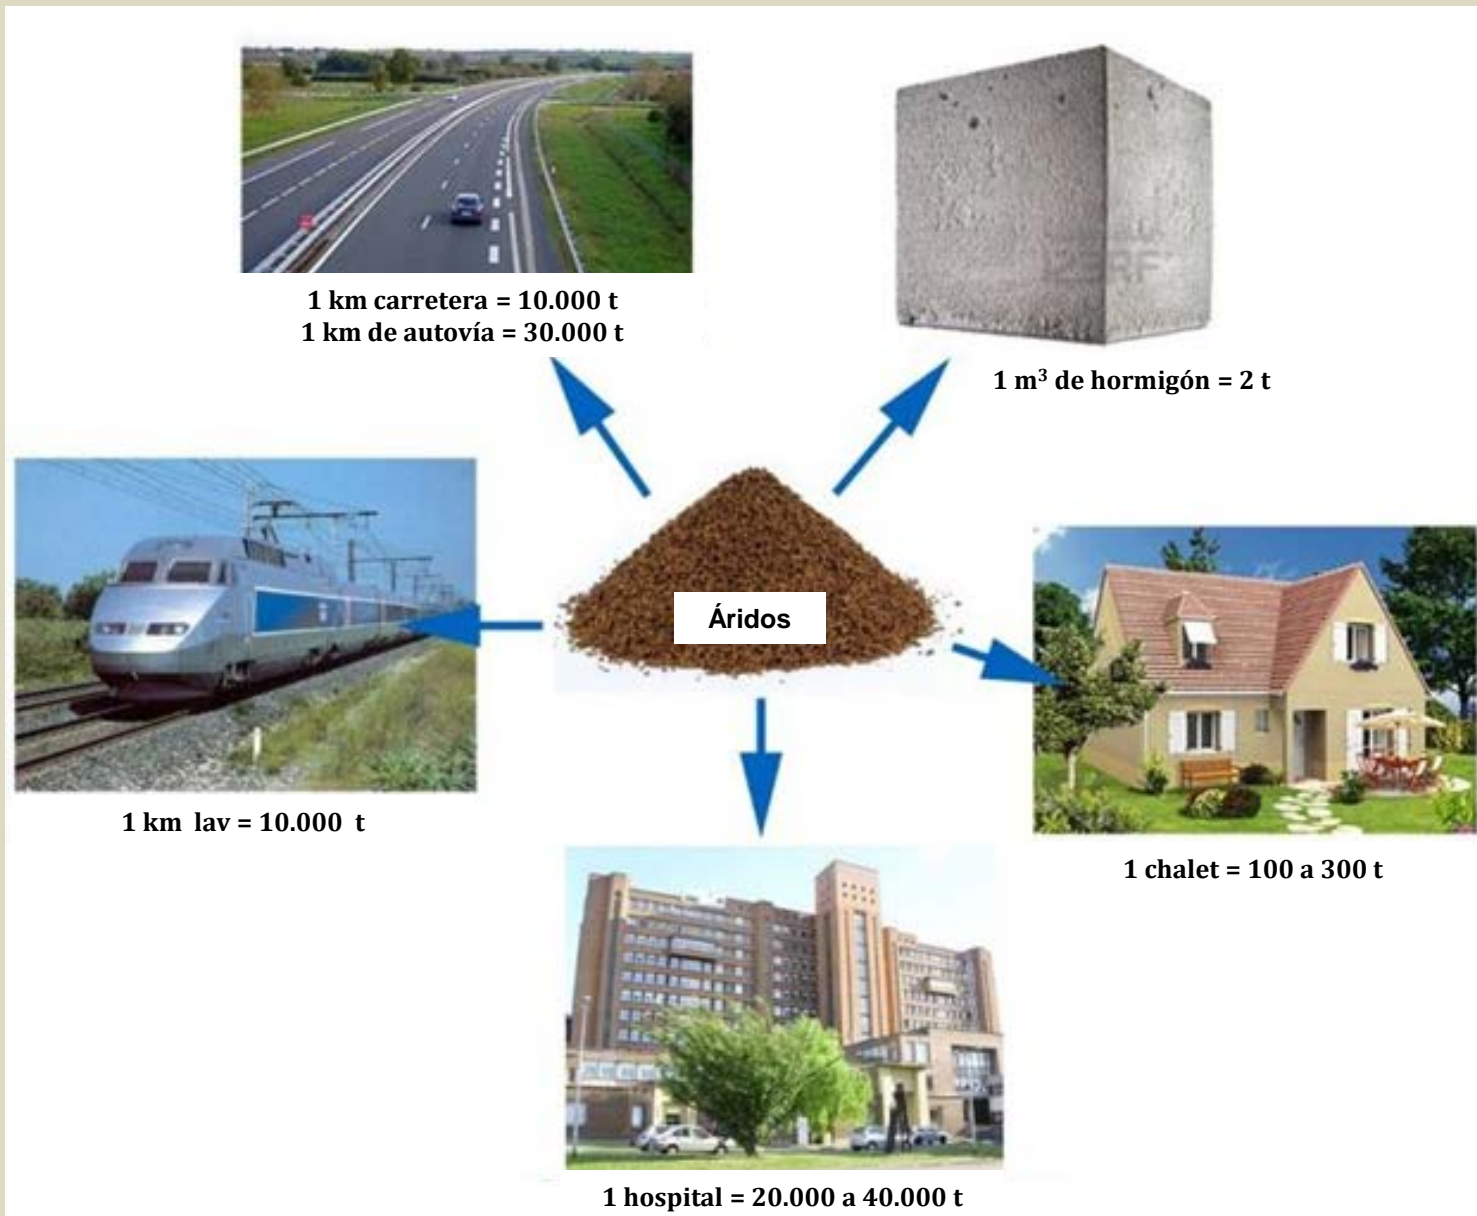 1 km carretera = 10.000 t
1 km de autovía = 30.000 t
1 m³ de hormigón = 2 t
Áridos
1 km lav = 10.000 t
1 chalet = 100 a 300 t
1 hospital = 20.000 a 40.000 t